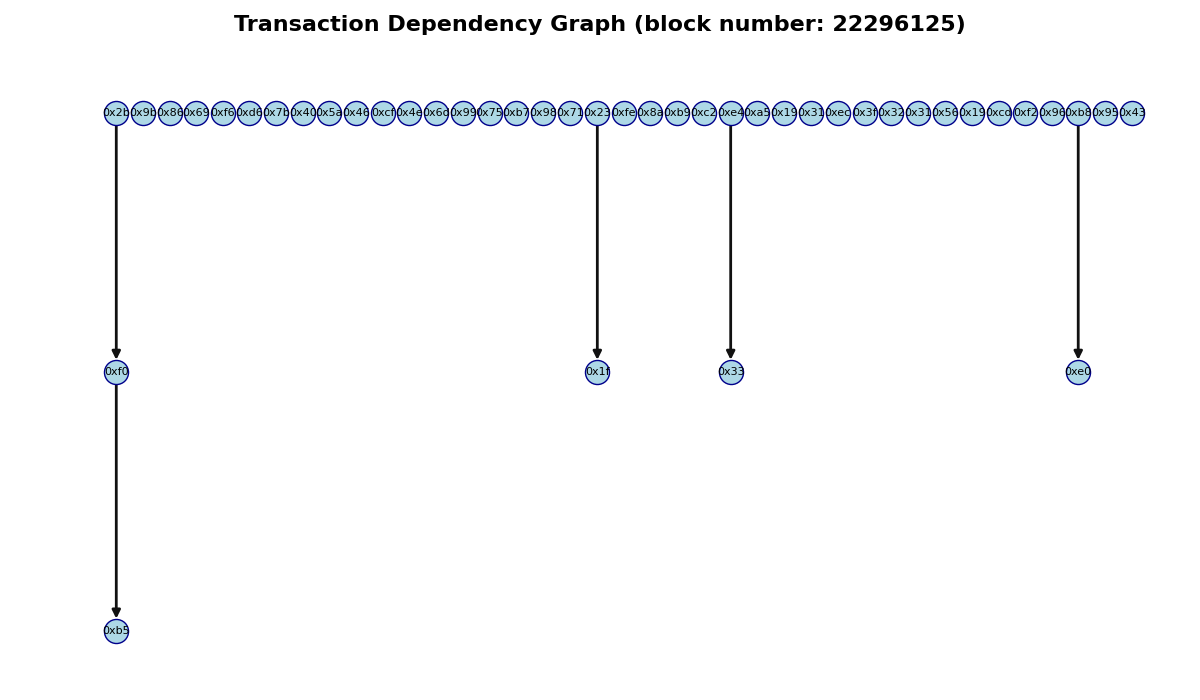 Transaction Dependency Graph (block number: 22296125)
0x2b 0x9b 0x86 0x69 0xf6 0xd6 0x7b 0x40 0x5a 0x46 0xcf 0x4e 0x6d 0x99 0x75 0xb7 0x98 0x71 0x23 0xfe 0x8a 0xb9 0xc2 0xe4 0xa5 0x19 0x31 0xec 0x3f 0x32 0x31 0x56 0x19 0xcd 0xf2 0x96 0xb8 0x95 0x43
0xf0 0x1f 0x33 0xe0
0xb5